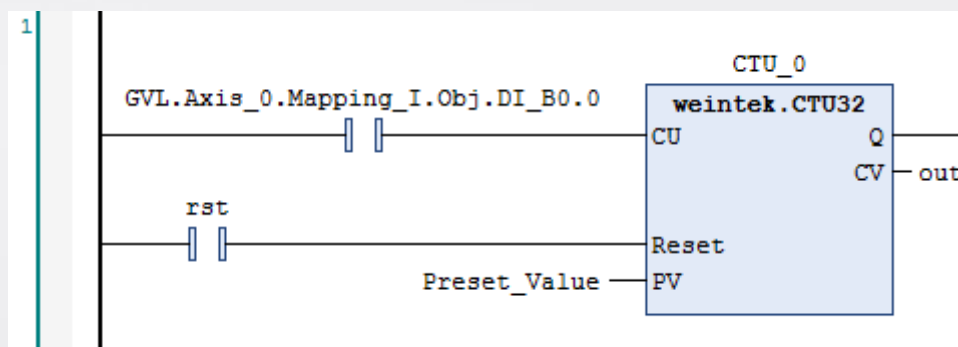 1
CTU_0
GVL.Axis_0.Mapping_I.Obj.DI_B0.0
weintek.CTU32
CU Q
CV out
rst
Reset
Preset_Value PV